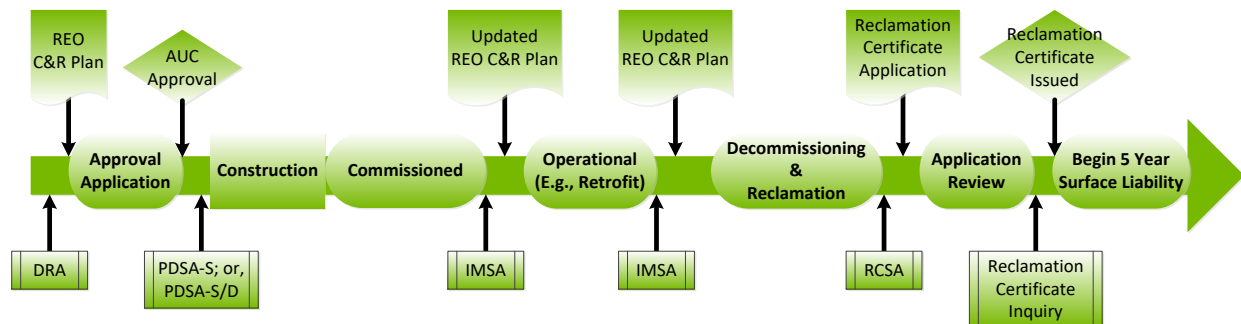 REO
C&R Plan
AUC
Approval
Updated
REO C&R Plan
Updated
REO C&R Plan
Reclamation
Certificate
Application
Reclamation
Certificate
Issued
Approval
Application
Construction
Commissioned
Operational
(E.g., Retrofit)
Decommissioning
&
Reclamation
Application
Review
Begin 5 Year
Surface Liability
DRA
PDSA-S; or,
PDSA-S/D
IMSA
IMSA
RCSA
Reclamation
Certificate
Inquiry